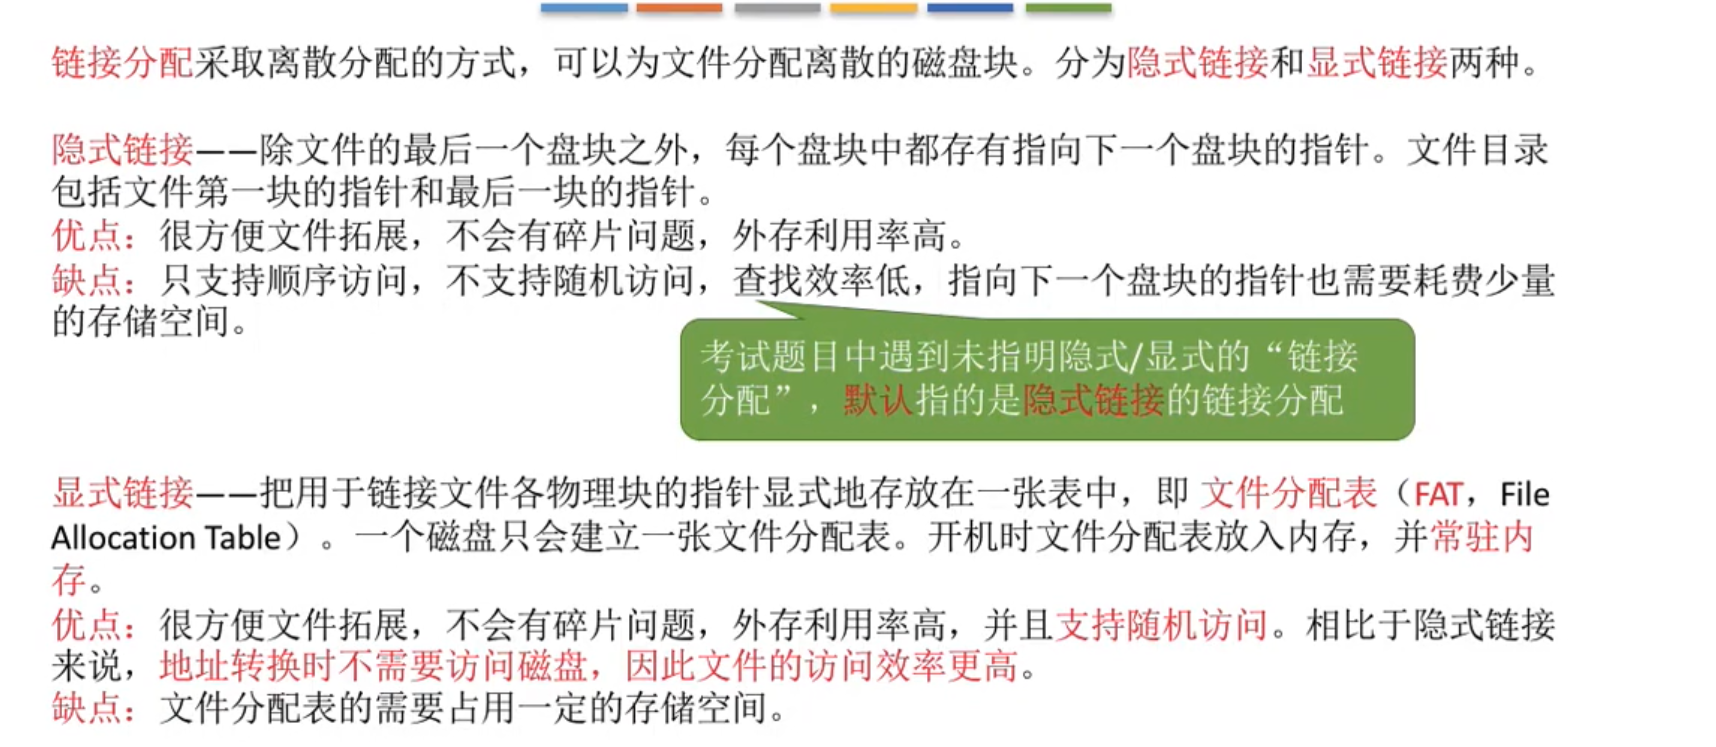 链接分配采取离散分配的方式，可以为文件分配离散的磁盘块。分为隐式链接和显式链接两种。
隐式链接——除文件的最后一个盘块之外，每个盘块中都存有指向下一个盘块的指针。文件目录
包括文件第一块的指针和最后一块的指针。
优点：很方便文件拓展，不会有碎片问题，外存利用率高。
缺点：只支持顺序访问，不支持随机访问，查找效率低，指向下一个盘块的指针也需要耗费少量
的存储空间。
考试题目中遇到未指明隐式/显式的“链接
分配”，默认指的是隐式链接的链接分配
显式链接——把用于链接文件各物理块的指针显式地存放在一张表中，即 文件分配表（FAT，File
Allocation Table）。一个磁盘只会建立一张文件分配表。开机时文件分配表放入内存，并常驻内
存。
优点：很方便文件拓展，不会有碎片问题，外存利用率高，并且支持随机访问。相比于隐式链接
来说，地址转换时不需要访问磁盘，因此文件的访问效率更高。
缺点：文件分配表的需要占用一定的存储空间。